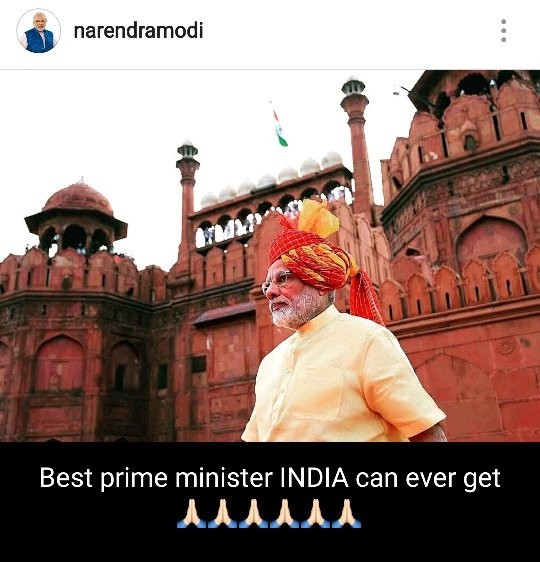 narendramodi
Best prime minister INDIA can ever get
🙏🏻🙏🏻🙏🏻🙏🏻🙏🏻🙏🏻